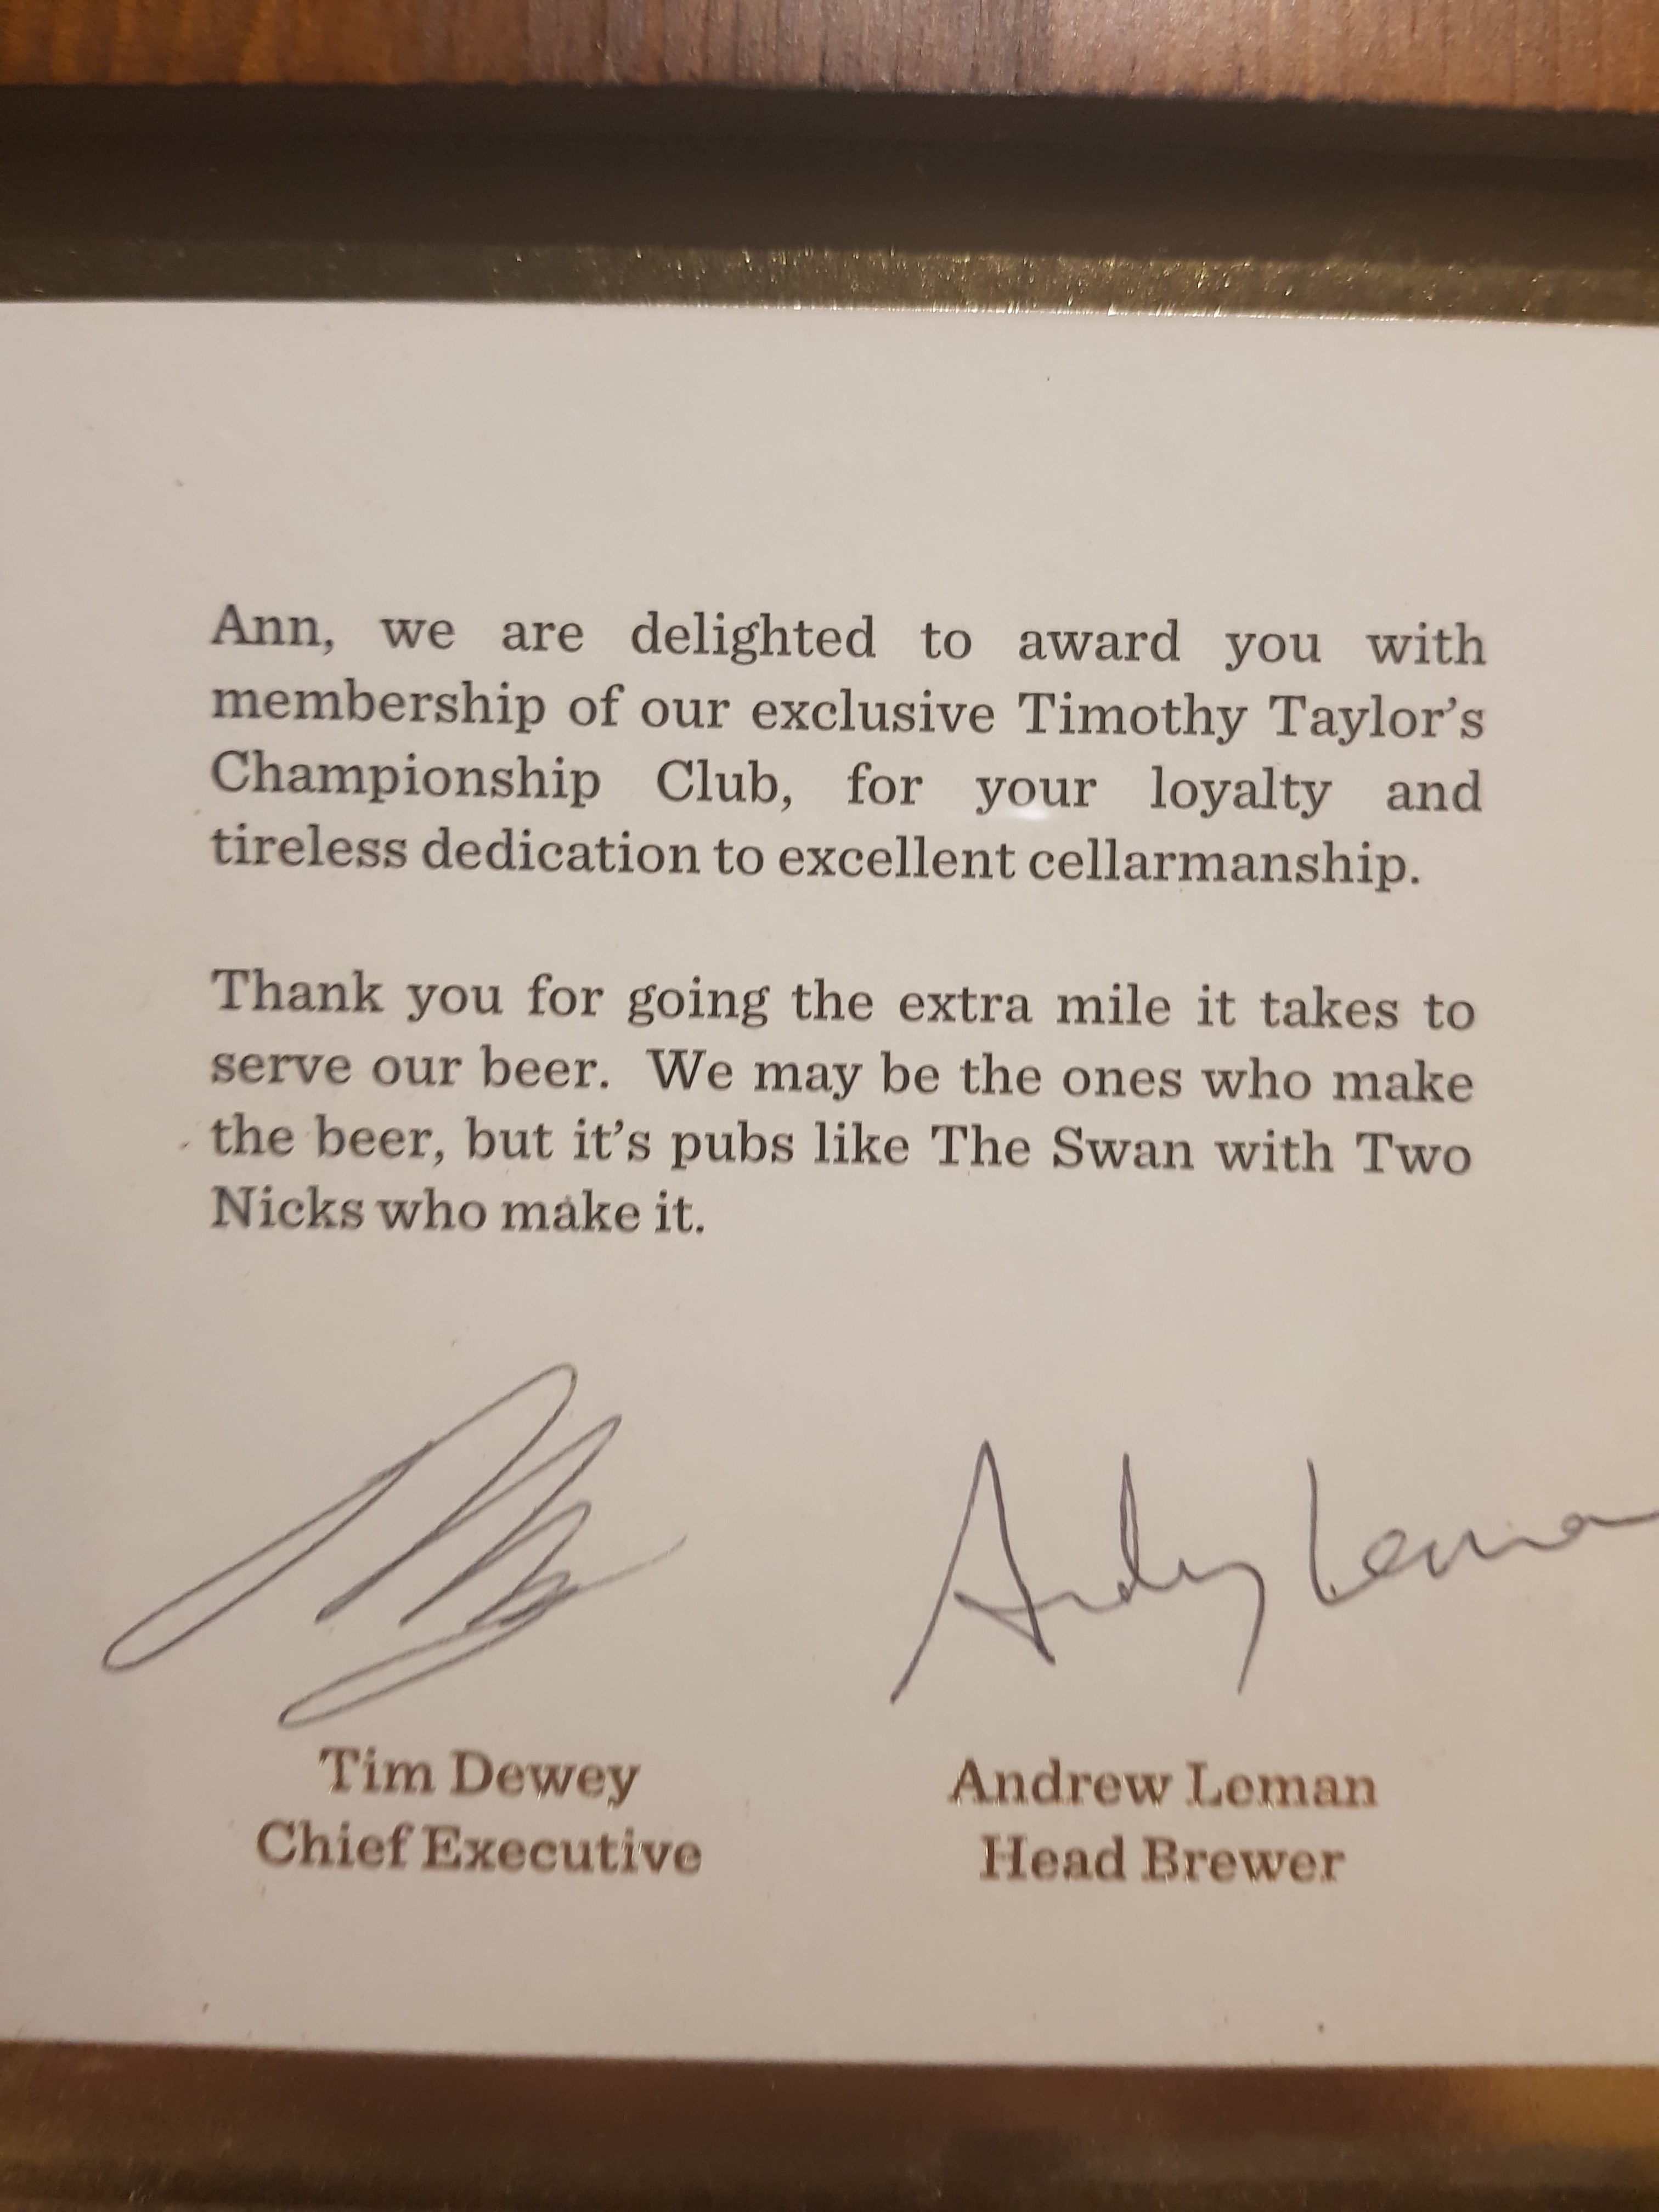 Ann, we are delighted to award you with
membership of our exclusive Timothy Taylor's
Championship Club, for your loyalty and
tireless dedication to excellent cellarmanship.
Thank you for going the extra mile it takes to
serve our beer. We may be the ones who make
the beer, but it's pubs like The Swan with Two
Nicks who make it.
Andy Leman
Tim Dewey
Chief Executive
Andrew Leman
Head Brewer